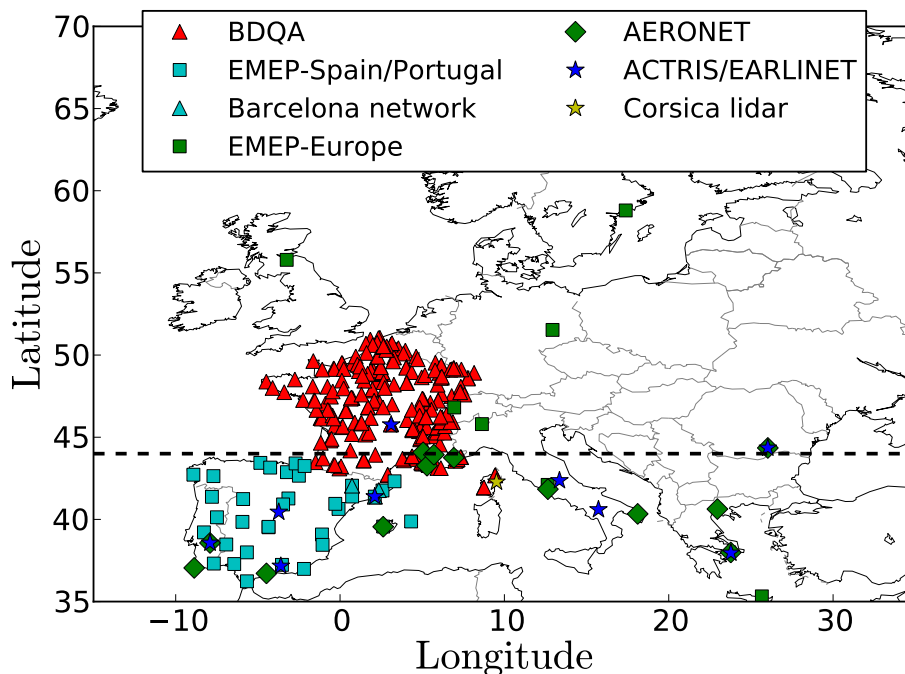 BDQA
EMEP-Spain/Portugal
Barcelona network
EMEP-Europe
AERONET
ACTRIS/EARLINET
Corsica lidar
Latitude
70
65
60
55
50
45
40
35
−10
0
10
20
30
Longitude